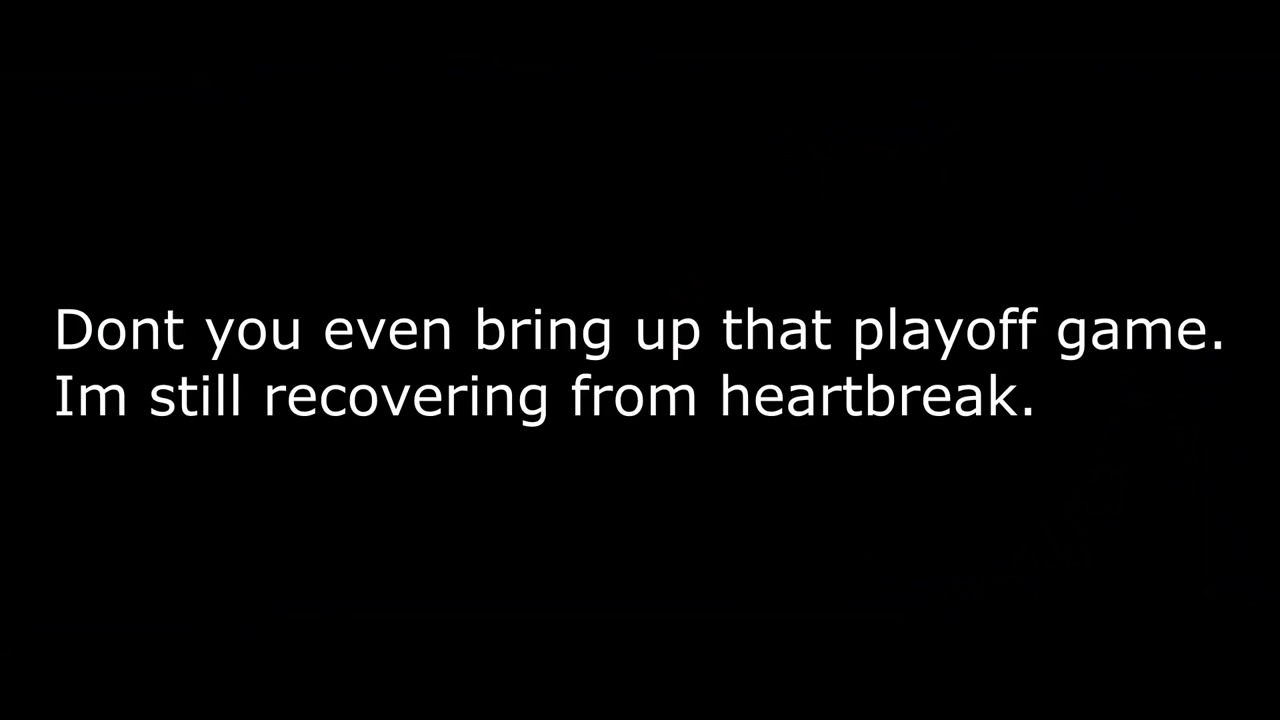 Dont you even bring up that playoff game.
Im still recovering from heartbreak.